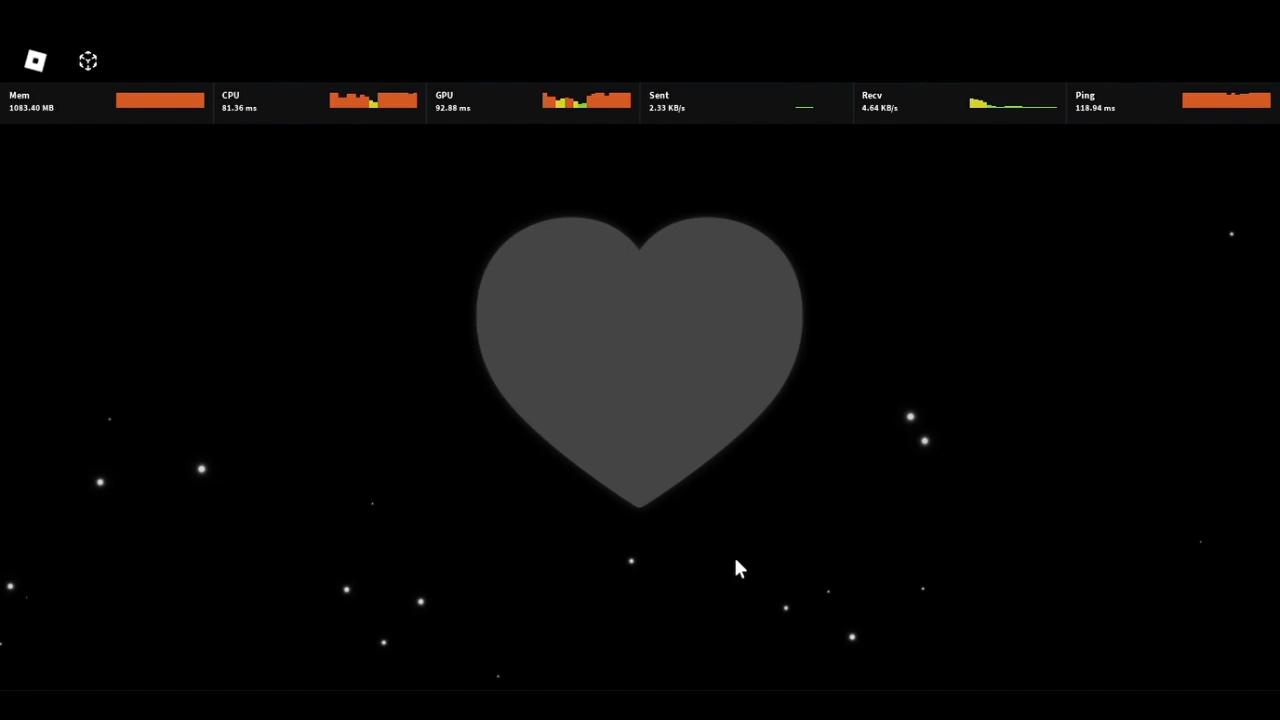 Mem
1083.40 MB
CPU
81.36 ms
GPU
92.88 ms
Sent
2.33 KB/s
Recv
4.64 KB/s
Ping
118.94 ms